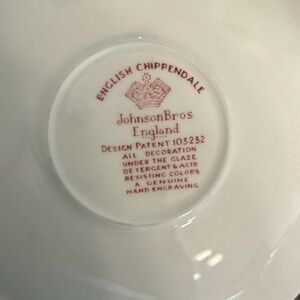 ENGLISH CHIPPENDALE
JohnsonBros
England
DESIGN PATENT 103232
ALL DECORATION
UNDER THE GLAZE
DETERGENT & ACID
RESISTING COLORS
A GENUINE
HAND ENGRAVING